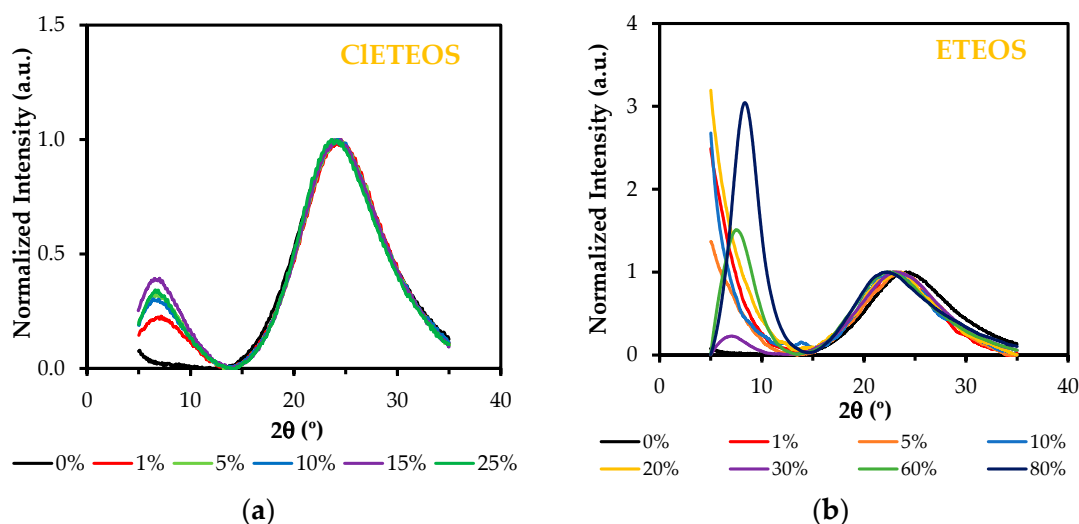 ClETEOS
Normalized Intensity (a.u.)
1.5
1.0
0.5
0.0
0 10 20 30 40
2θ (º)
0% 1% 5% 10% 15% 25%
(a)
ETEOS
Normalized Intensity (a.u.)
4
3
2
1
0
0 10 20 30 40
2θ (º)
0% 1% 5% 10%
20% 30% 60% 80%
(b)